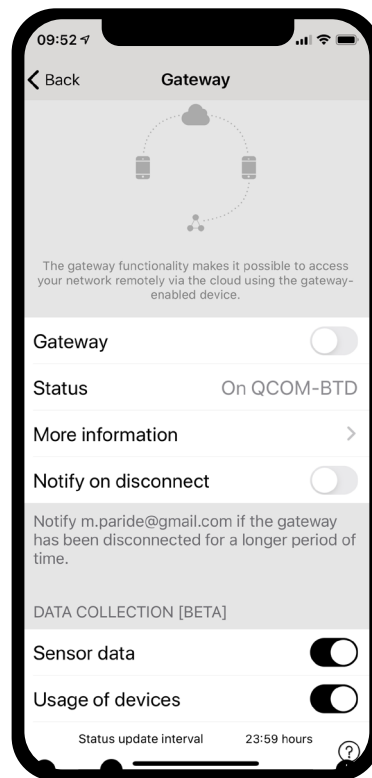 09:52
Back
Gateway
The gateway functionality makes it possible to access
your network remotely via the cloud using the gateway-
enabled device.
Gateway
Status On QCOM-BTD
More information
Notify on disconnect
Notify m.paride@gmail.com if the gateway
has been disconnected for a longer period of
time.
DATA COLLECTION [BETA]
Sensor data
Usage of devices
Status update interval 23:59 hours
?